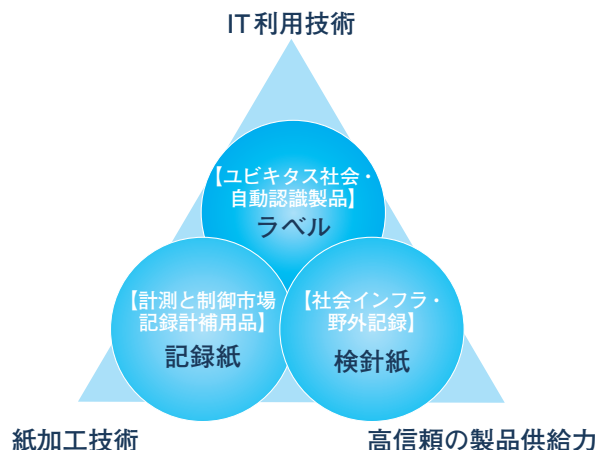 IT利用技術
【ユビキタス社会・
自動認識製品】
ラベル
【計測と制御市場
記録計補用品】
記録紙
【社会インフラ・
野外記録】
検針紙
紙加工技術
高信頼の製品供給力